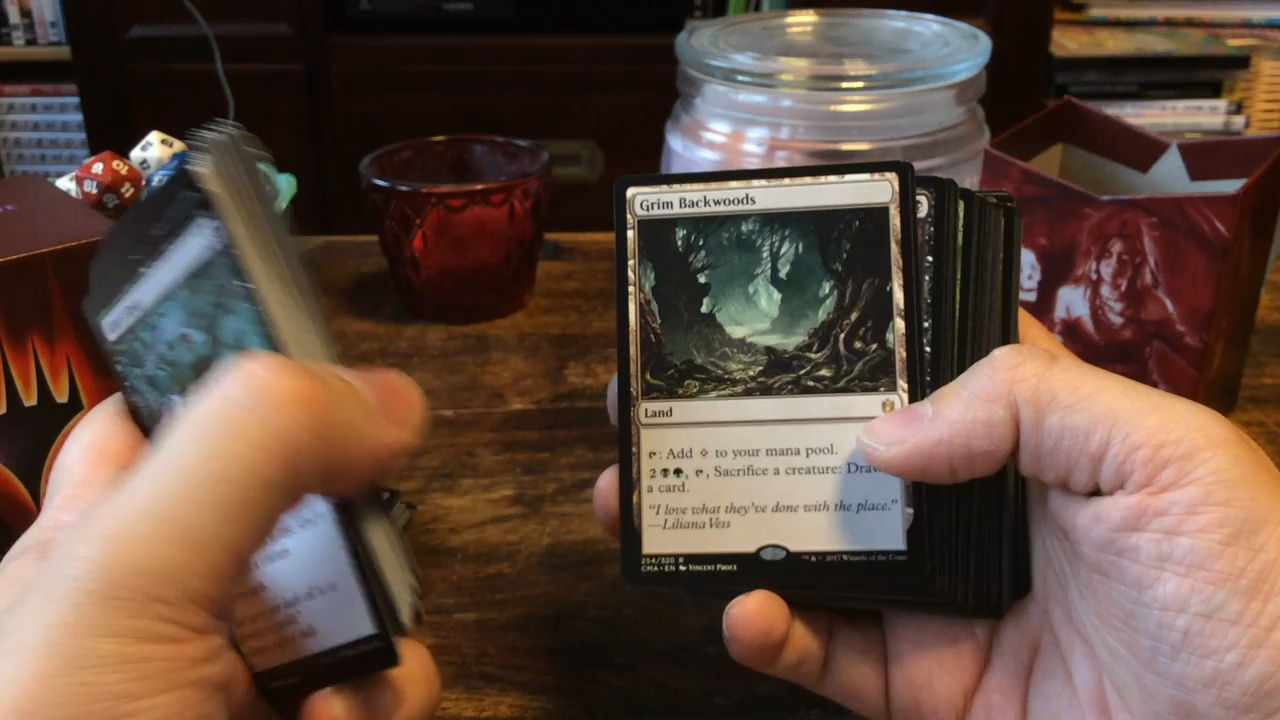 Grim Backwoods
Land
: Add to your mana pool.
2 , , Sacrifice a creature: Draw
a card.
"I love what they've done with the place."
—Liliana Vess
254/320 R
CMA • EN Vincent Proce
™ & © 2017 Wizards of the Coast